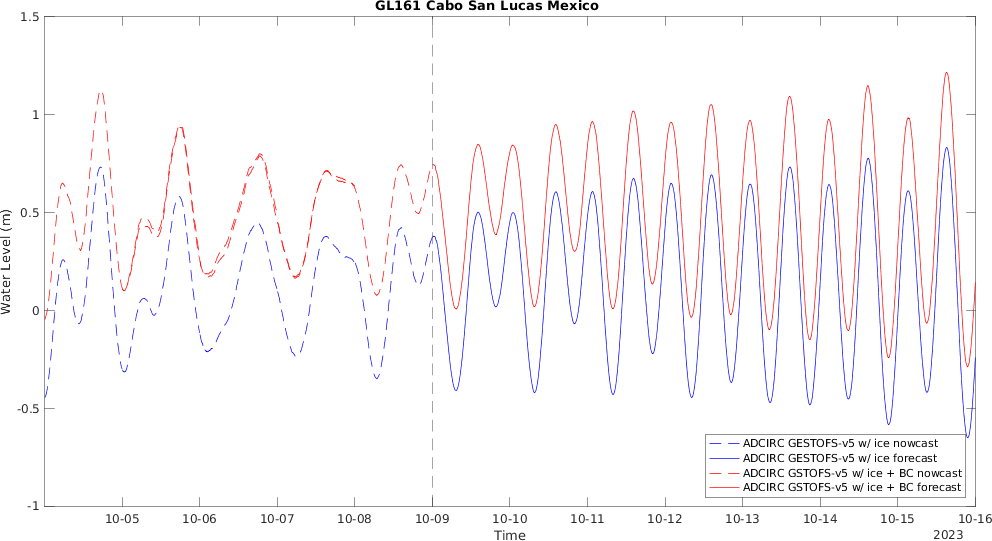 GL161 Cabo San Lucas Mexico
1.5
1
0.5
0
-0.5
-1
Water Level (m)
ADCIRC GESTOFS-v5 w/ ice nowcast
ADCIRC GESTOFS-v5 w/ ice forecast
ADCIRC GSTOFS-v5 w/ ice + BC nowcast
ADCIRC GSTOFS-v5 w/ ice + BC forecast
10-05 10-06 10-07 10-08 10-09 10-10 10-11 10-12 10-13 10-14 10-15 10-16
Time
2023